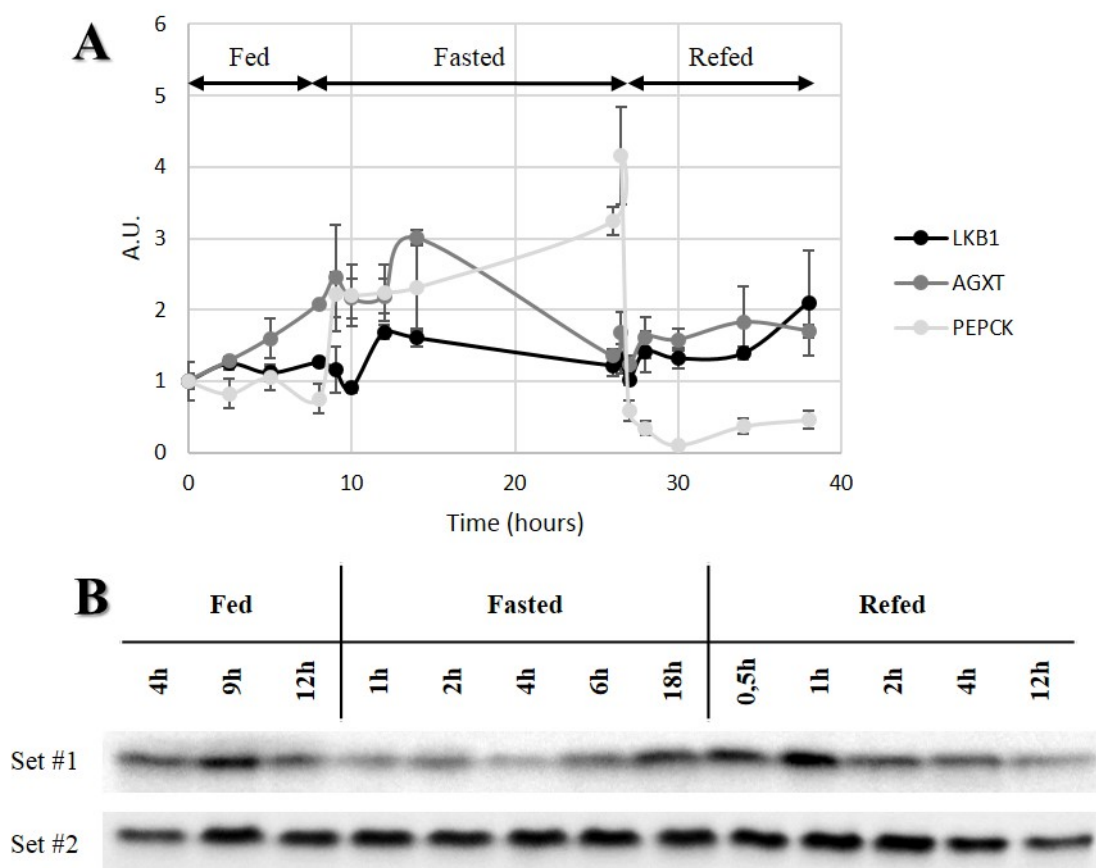 A
6
Fed Fasted Refed
5
4
3
2
1
0
A.U.
0 10 20 30 40
Time (hours)
LKB1
AGXT
PEPCK
B
Fed Fasted Refed
4h 9h 12h 1h 2h 4h 6h 18h 0,5h 1h 2h 4h 12h
Set #1
Set #2